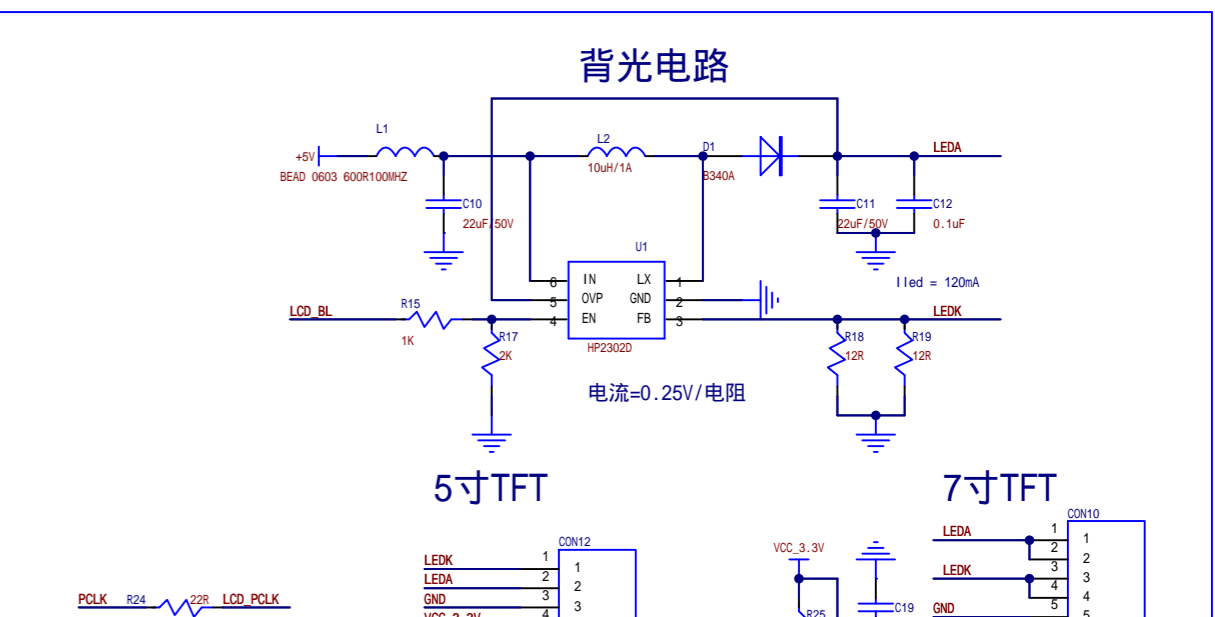 背光电路
L1
L2
D1
LEDA
+5V
10uH/1A
B340A
BEAD 0603 600R100MHZ
C10
22uF/50V
C11
22uF/50V
C12
0.1uF
U1
Iled = 120mA
6 IN LX 1
5 OVP GND 2
4 EN FB 3
HP2302D
LCD_BL
R15
1K
R17
2K
LEDK
R18
12R
R19
12R
电流=0.25V/电阻
5寸TFT
7寸TFT
CON12
LEDK 1 1
LEDA 2 2
GND 3 3
VCC_3.3V 4
PCLK R24 22R LCD_PCLK
VCC_3.3V
R25
C19
CON10
LEDA 1 1
2 2
LEDK 3 3
4 4
GND 5 5